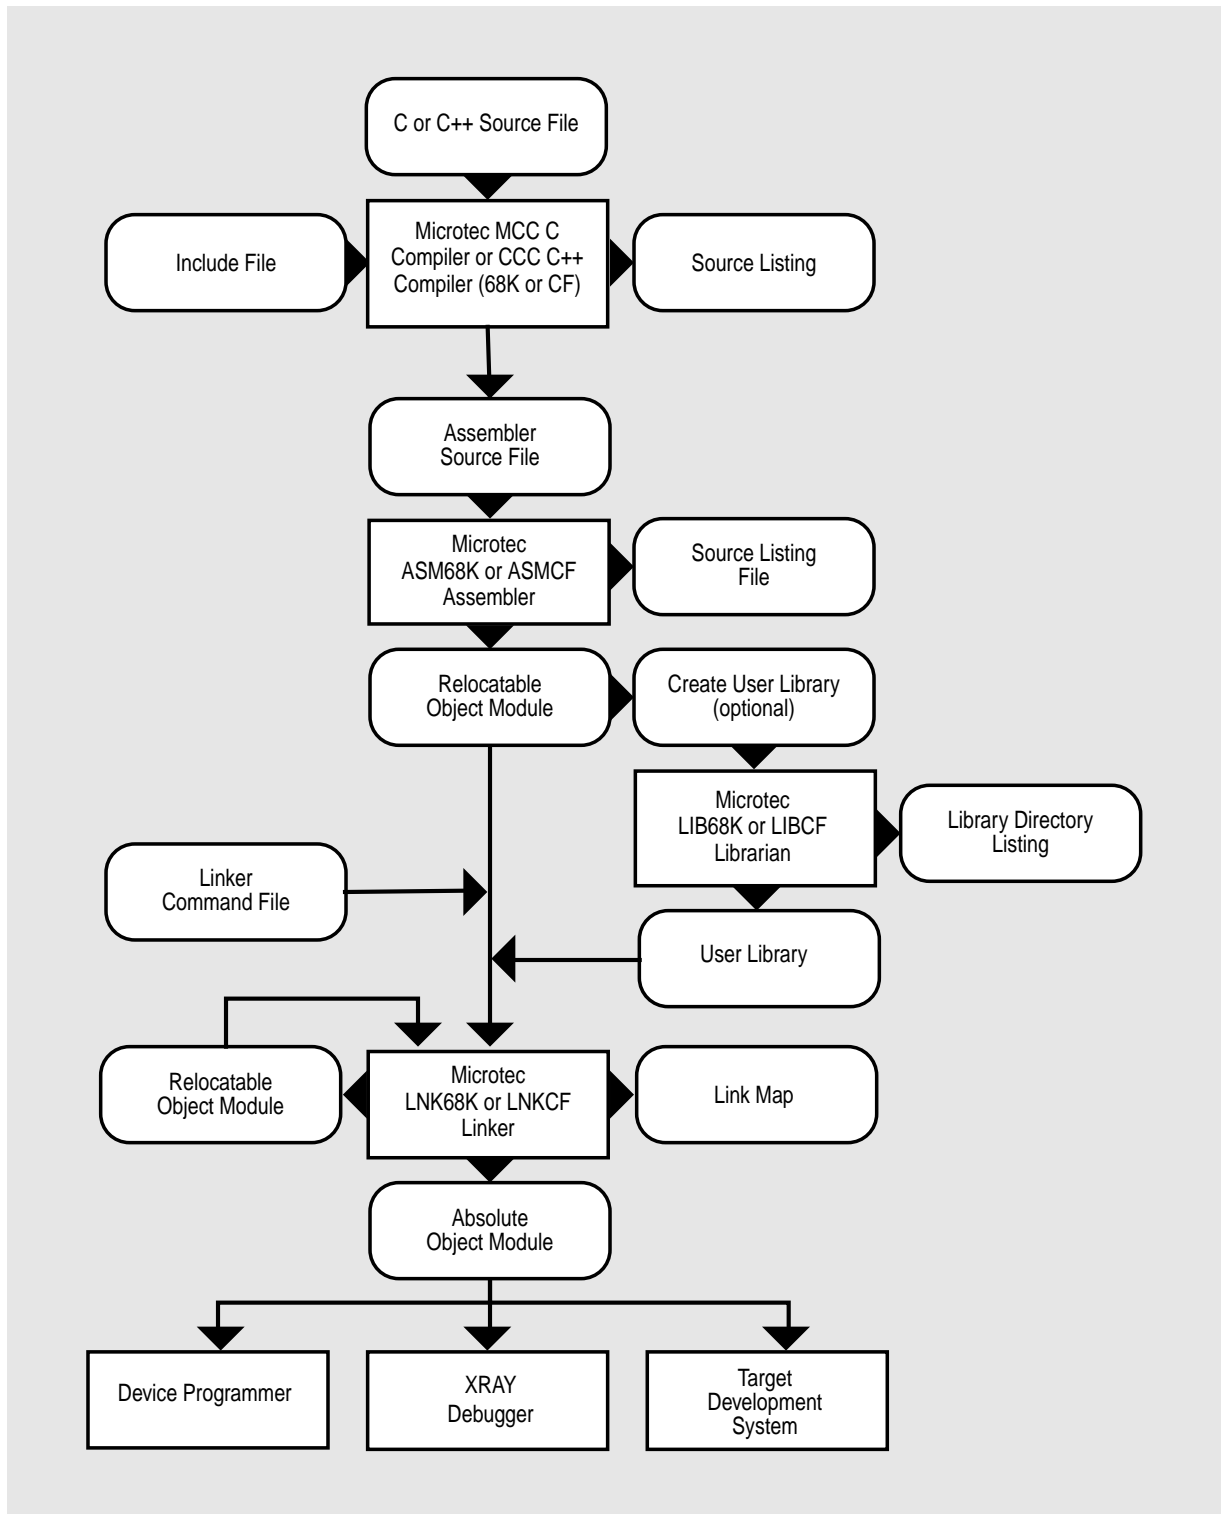 C or C++ Source File
Include File
Microtec MCC C
Compiler or CCC C++
Compiler (68K or CF)
Source Listing
Assembler
Source File
Microtec
ASM68K or ASMCF
Assembler
Source Listing
File
Relocatable
Object Module
Create User Library
(optional)
Microtec
LIB68K or LIBCF
Librarian
Library Directory
Listing
Linker
Command File
User Library
Relocatable
Object Module
Microtec
LNK68K or LNKCF
Linker
Link Map
Absolute
Object Module
Device Programmer
XRAY
Debugger
Target
Development
System